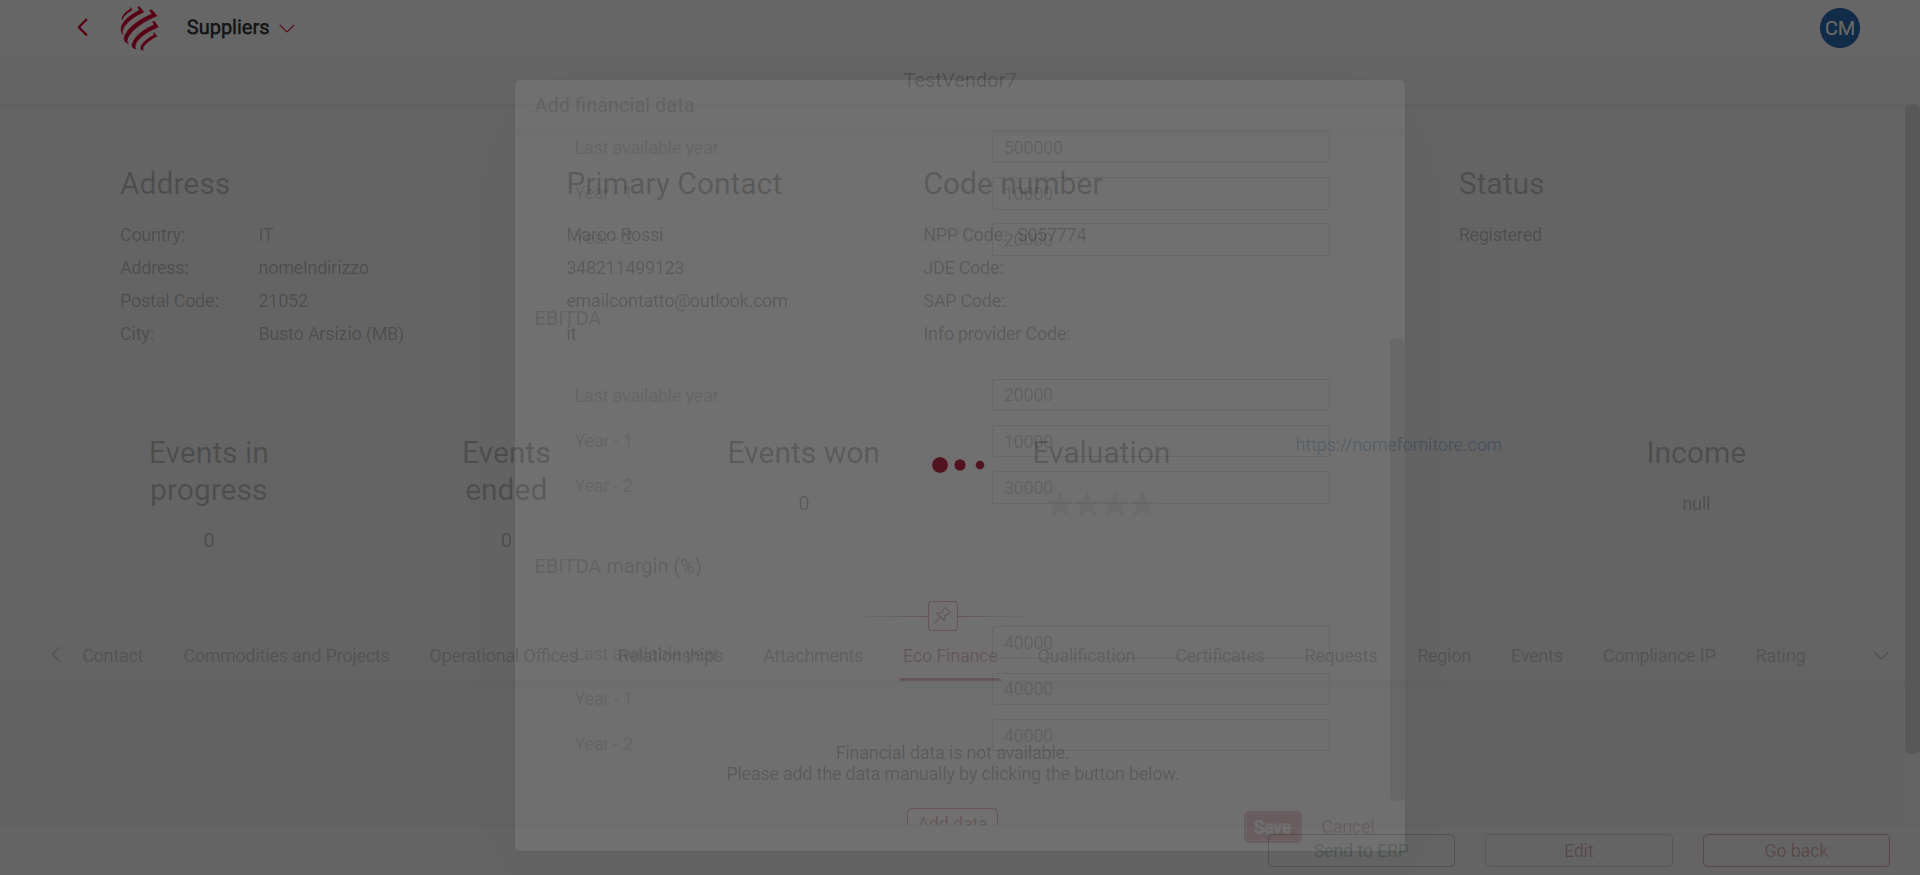 Suppliers
CM
TestVendor7
Add financial data
Last available year 500000
Year - 1 10000
Year - 2 20000
Address
Country: IT
Address: nomeIndirizzo
Postal Code: 21052
City: Busto Arsizio (MB)
Primary Contact
Marco Rossi
348211499123
emailcontatto@outlook.com
it
Code number
NPP Code: S057774
JDE Code:
SAP Code:
Info provider Code:
Status
Registered
EBITDA
Last available year 20000
Year - 1 10000
Year - 2 30000
Events in
progress
0
Events
ended
0
Events won
0
Evaluation
https://nomefornitore.com
Income
null
EBITDA margin (%)
Last available year 40000
Year - 1 40000
Year - 2 40000
Contact Commodities and Projects Operational Offices Relationships Attachments Eco Finance Qualification Certificates Requests Region Events Compliance IP Rating
Financial data is not available.
Please add the data manually by clicking the button below.
Add data
Save Cancel
Send to ERP Edit Go back